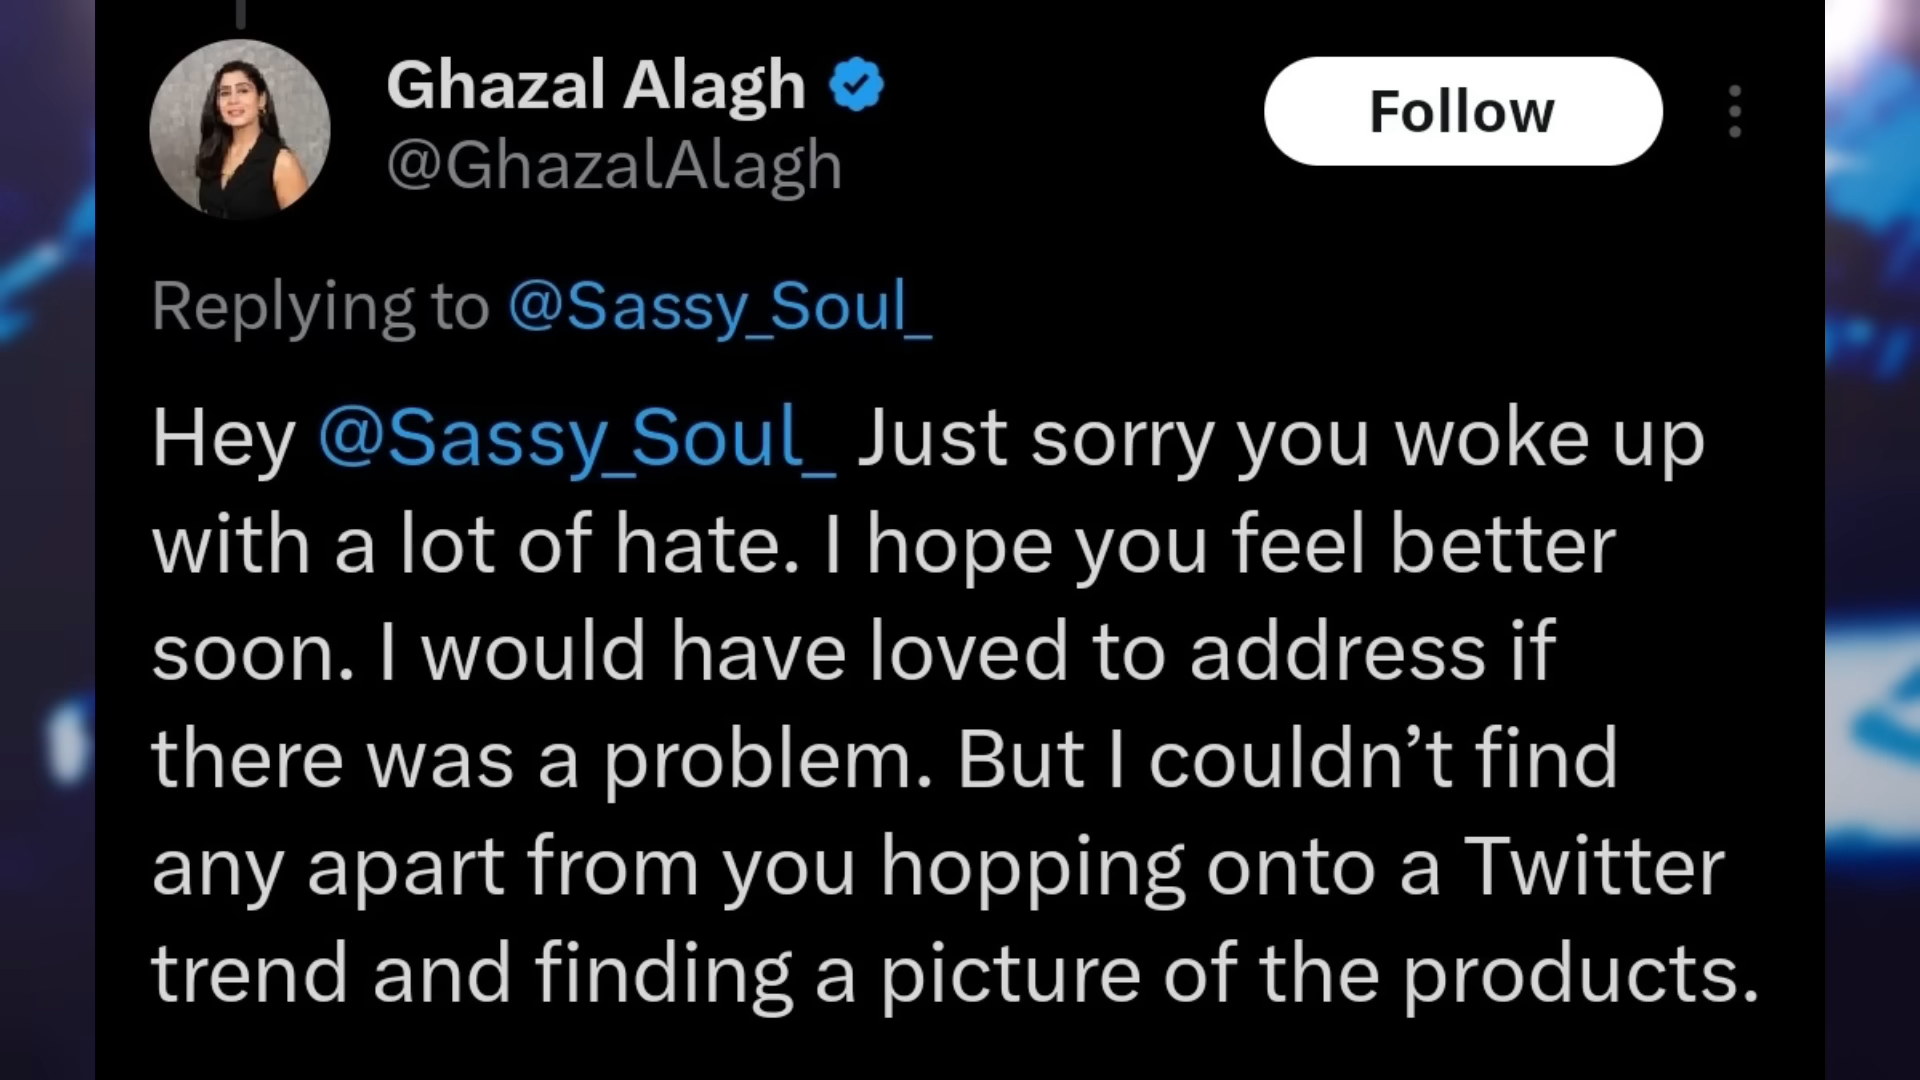 Ghazal Alagh
@GhazalAlagh
Follow
Replying to @Sassy_Soul_
Hey @Sassy_Soul_ Just sorry you woke up
with a lot of hate. I hope you feel better
soon. I would have loved to address if
there was a problem. But I couldn’t find
any apart from you hopping onto a Twitter
trend and finding a picture of the products.